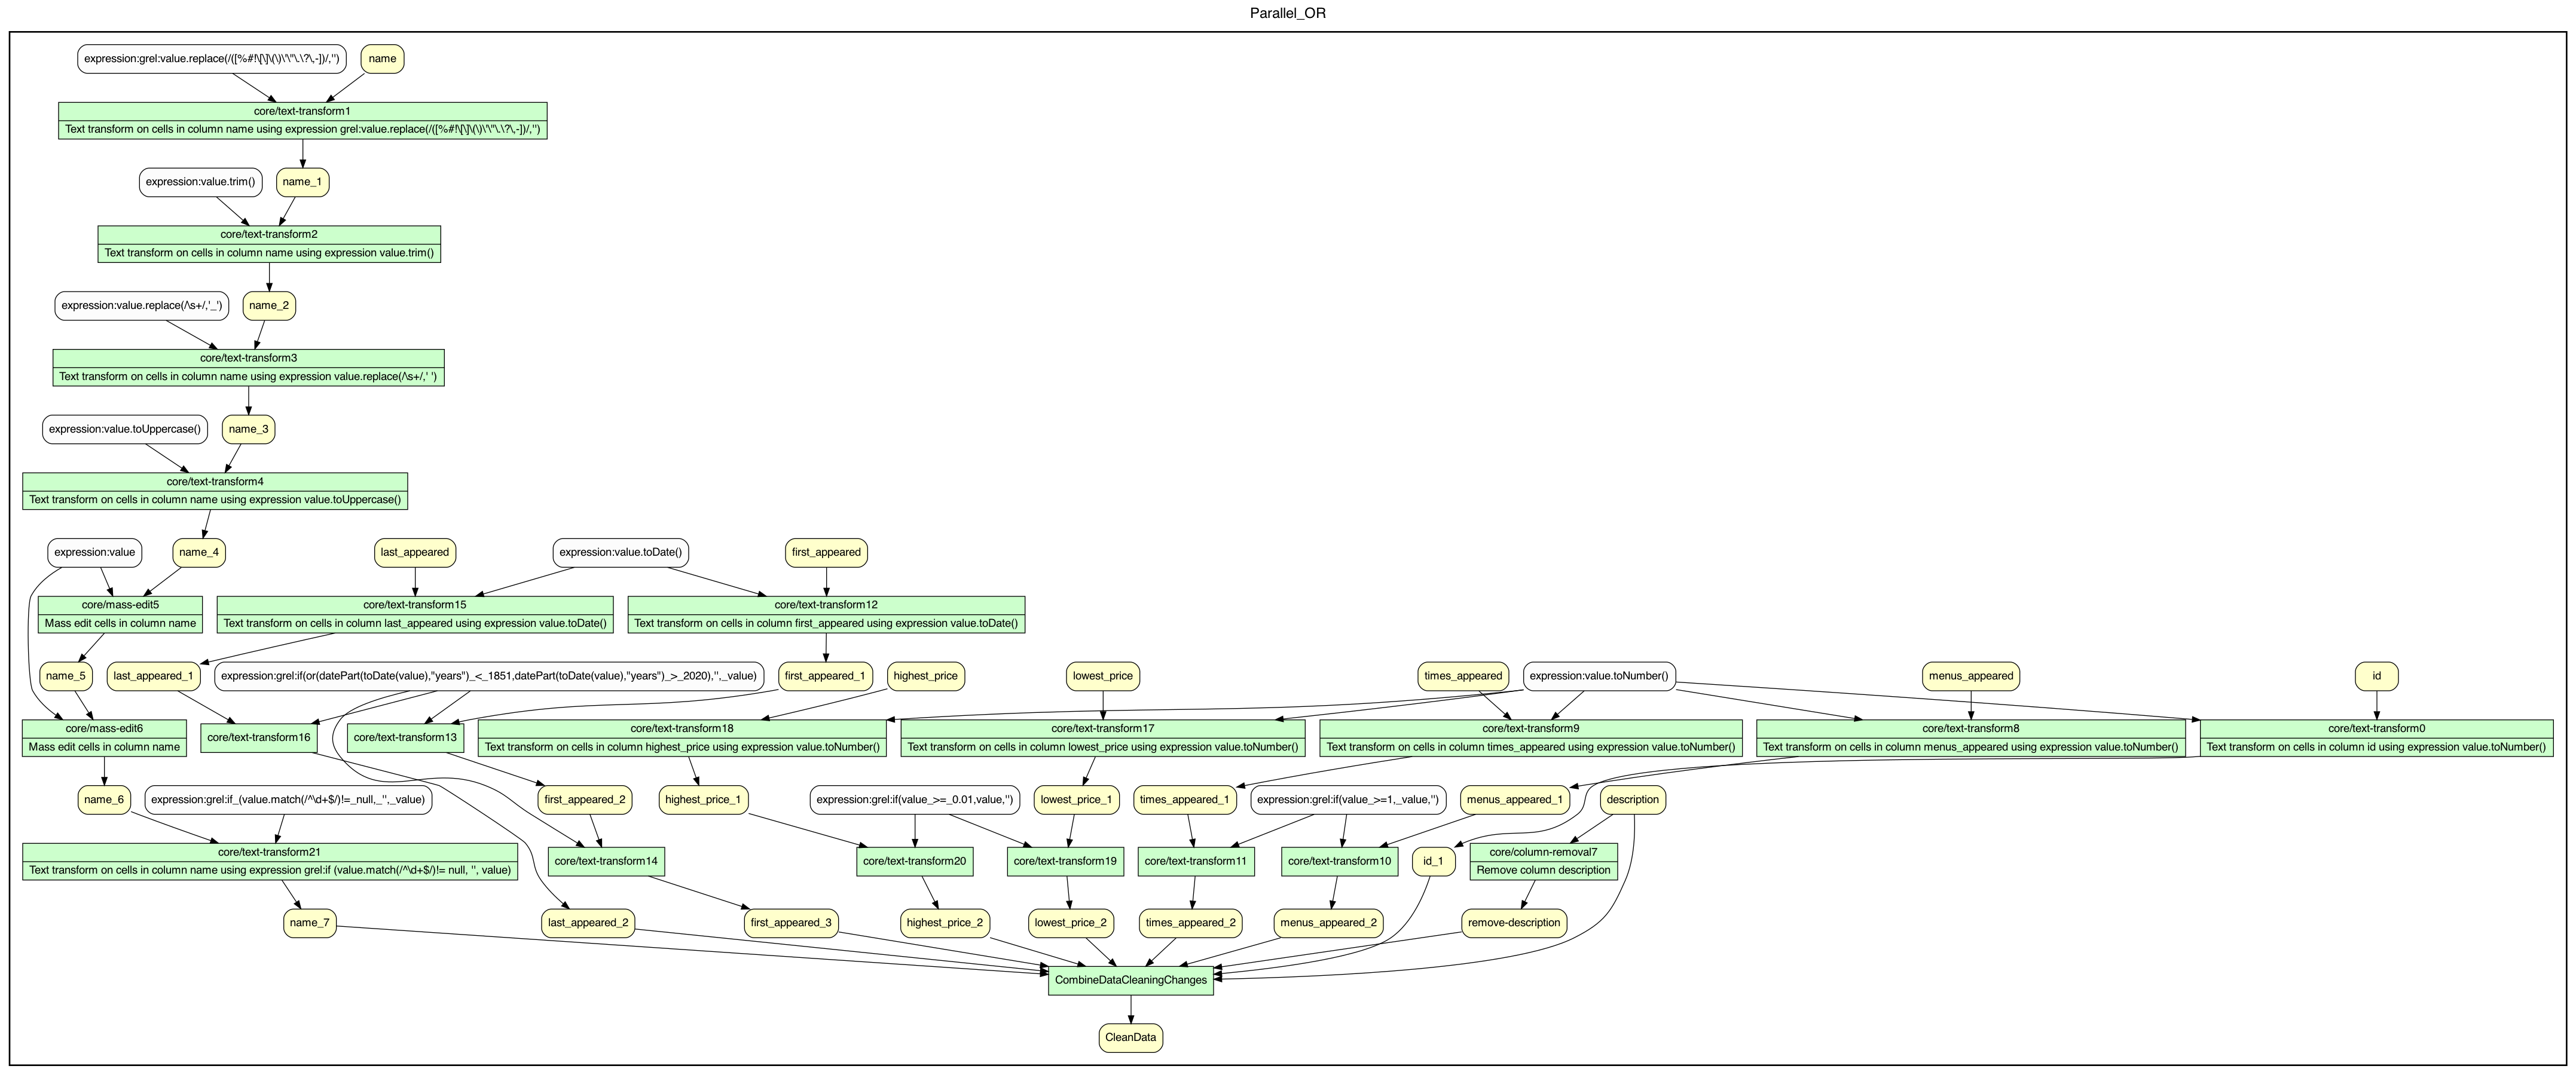 Parallel_OR
expression:grel:value.replace(/([%#!\[\]\(\)\'\"\.\?\,-])/,'')
name
core/text-transform1
Text transform on cells in column name using expression grel:value.replace(/([%#!\[\]\(\)\'\"\.\?\,-])/,'')
expression:value.trim()
name_1
core/text-transform2
Text transform on cells in column name using expression value.trim()
expression:value.replace(/\s+/,'_')
name_2
core/text-transform3
Text transform on cells in column name using expression value.replace(/\s+/,' ')
expression:value.toUppercase()
name_3
core/text-transform4
Text transform on cells in column name using expression value.toUppercase()
expression:value
name_4
last_appeared
expression:value.toDate()
first_appeared
core/mass-edit5
Mass edit cells in column name
core/text-transform15
Text transform on cells in column last_appeared using expression value.toDate()
core/text-transform12
Text transform on cells in column first_appeared using expression value.toDate()
name_5
last_appeared_1
expression:grel:if(or(datePart(toDate(value),"years")_<_1851,datePart(toDate(value),"years")_>_2020),'',_value)
first_appeared_1
highest_price
lowest_price
times_appeared
expression:value.toNumber()
menus_appeared
id
core/mass-edit6
Mass edit cells in column name
core/text-transform16
core/text-transform13
core/text-transform18
Text transform on cells in column highest_price using expression value.toNumber()
core/text-transform17
Text transform on cells in column lowest_price using expression value.toNumber()
core/text-transform9
Text transform on cells in column times_appeared using expression value.toNumber()
core/text-transform8
Text transform on cells in column menus_appeared using expression value.toNumber()
core/text-transform0
Text transform on cells in column id using expression value.toNumber()
name_6
expression:grel:if_(value.match(/^\d+$/)!=_null,_'',_value)
first_appeared_2
highest_price_1
expression:grel:if(value_>=_0.01,value,'')
lowest_price_1
times_appeared_1
expression:grel:if(value_>=1,_value,'')
menus_appeared_1
description
core/text-transform21
Text transform on cells in column name using expression grel:if (value.match(/^\d+$/)!= null, '', value)
core/text-transform14
core/text-transform20
core/text-transform19
core/text-transform11
core/text-transform10
id_1
core/column-removal7
Remove column description
name_7
last_appeared_2
first_appeared_3
highest_price_2
lowest_price_2
times_appeared_2
menus_appeared_2
remove-description
CombineDataCleaningChanges
CleanData